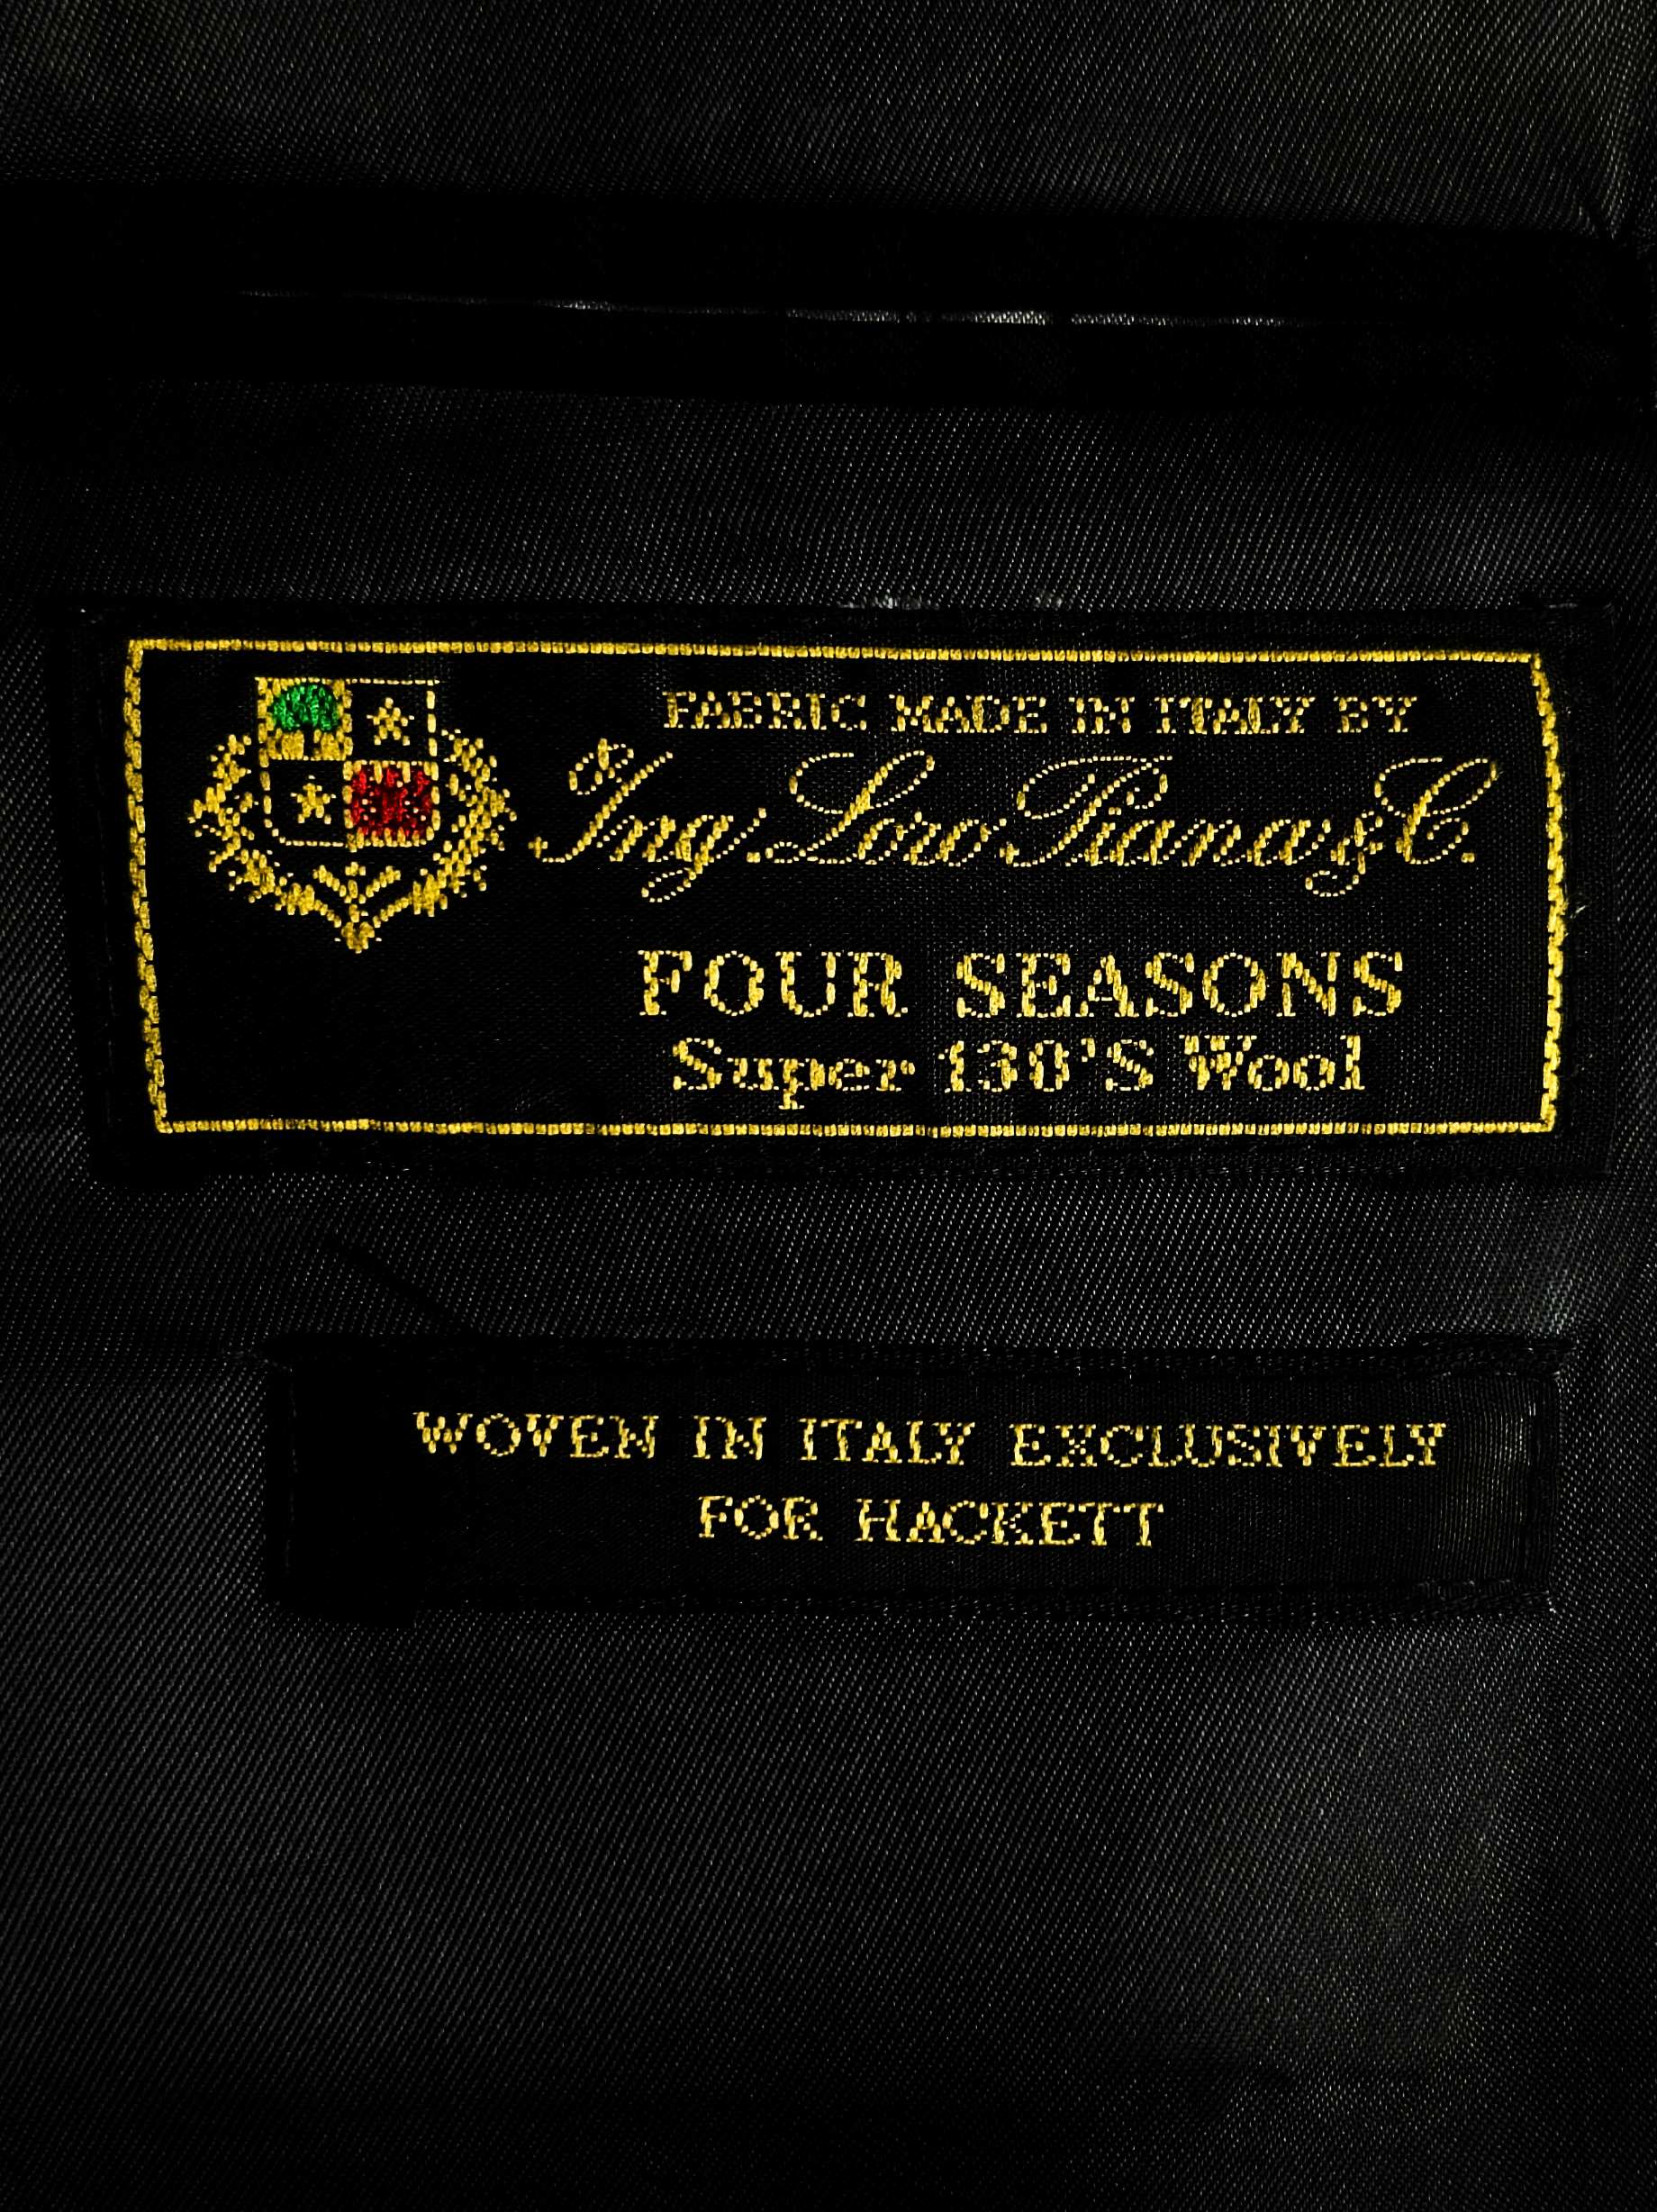 FABRIC MADE IN ITALY BY
Ing. Loro Piana & C.
FOUR SEASONS
Super 130'S Wool
WOVEN IN ITALY EXCLUSIVELY
FOR HACKETT